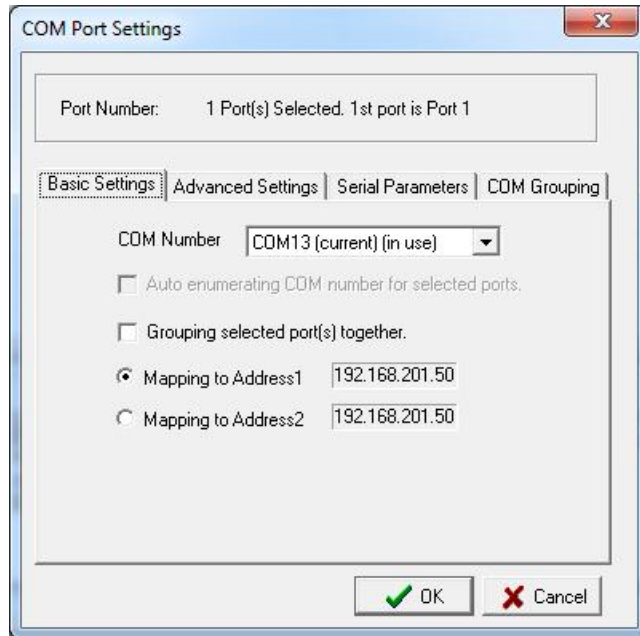 COM Port Settings
Port Number: 1 Port(s) Selected. 1st port is Port 1
Basic Settings Advanced Settings Serial Parameters COM Grouping
COM Number COM13 (current) (in use)
Auto enumerating COM number for selected ports.
Grouping selected port(s) together.
Mapping to Address1 192.168.201.50
Mapping to Address2 192.168.201.50
OK Cancel